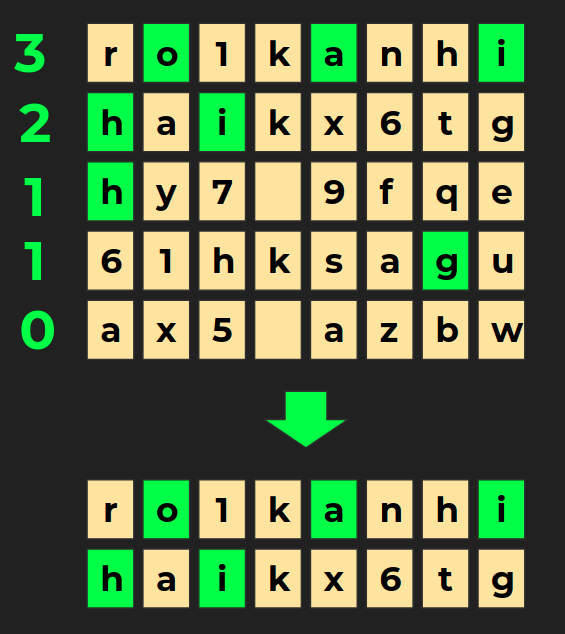 3 r o 1 k a n h i
2 h a i k x 6 t g
1 h y 7 9 f q e
1 6 1 h k s a g u
0 a x 5 a z b w
r o 1 k a n h i
h a i k x 6 t g